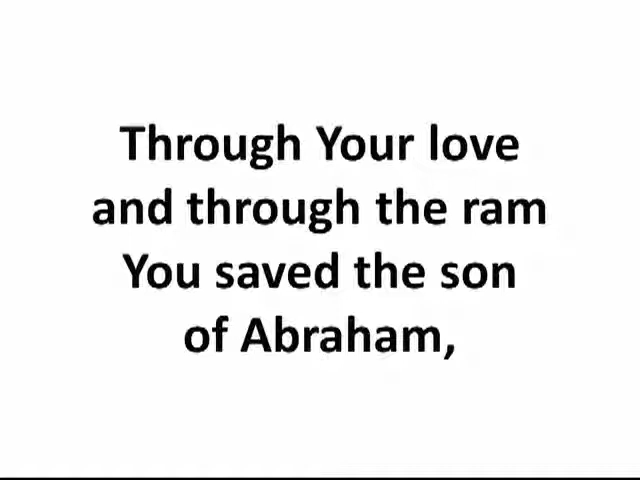 Through Your love
and through the ram
You saved the son
of Abraham,